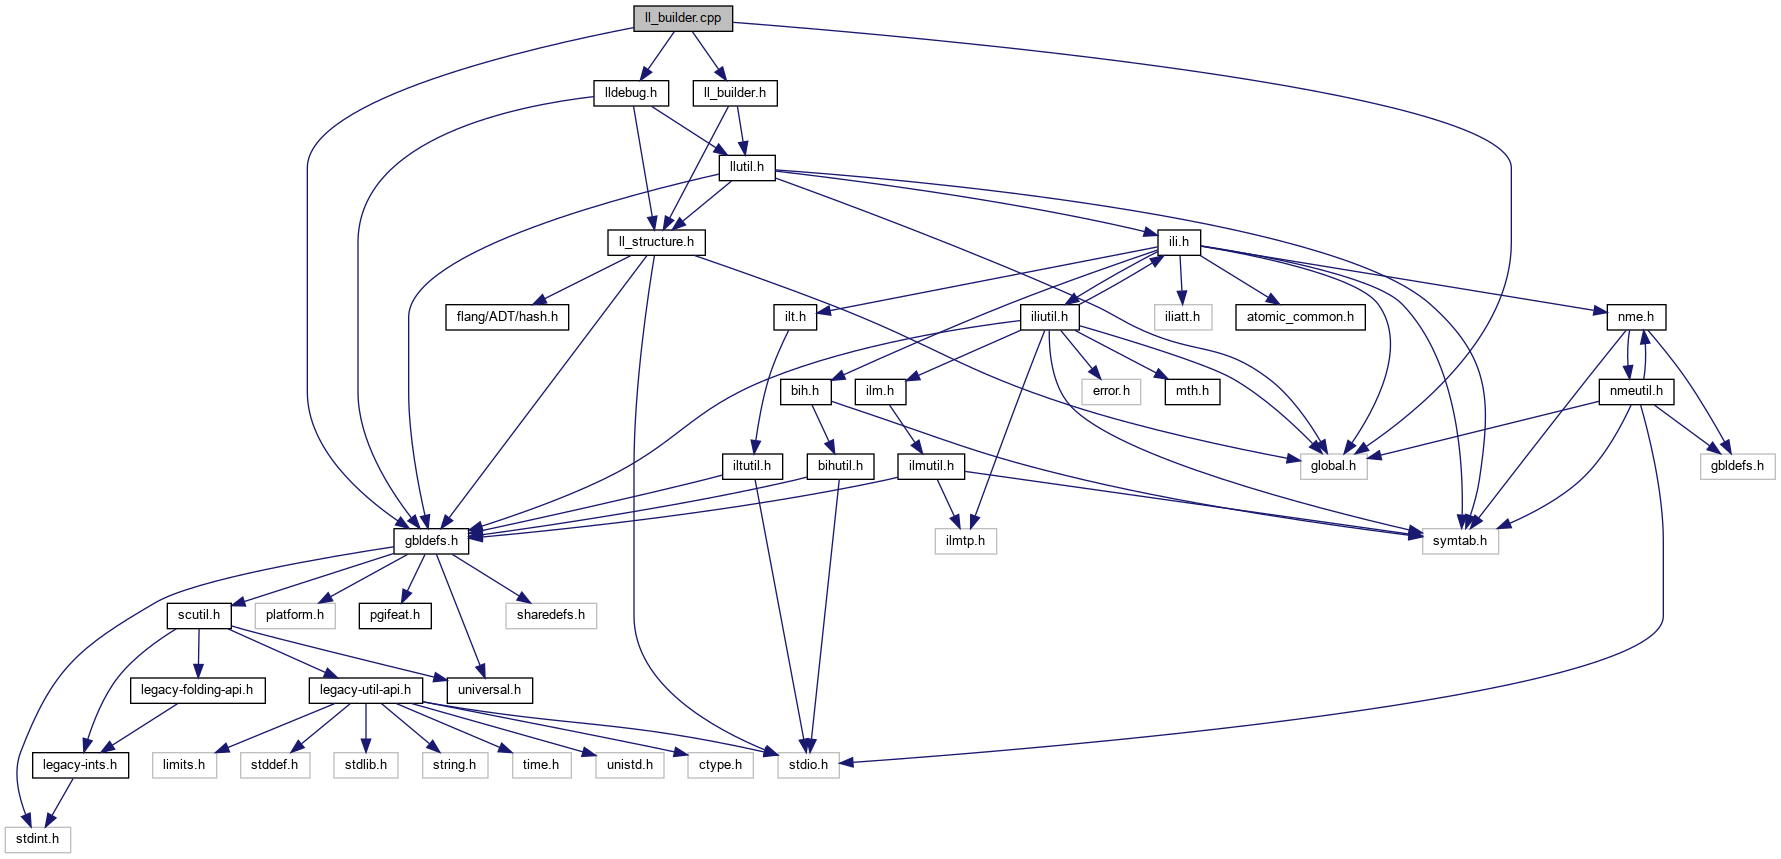 ll_builder.cpp
lldebug.h
ll_builder.h
llutil.h
ll_structure.h
ili.h
flang/ADT/hash.h
ilt.h
iliutil.h
iliatt.h
atomic_common.h
nme.h
bih.h
ilm.h
error.h
mth.h
nmeutil.h
iltutil.h
bihutil.h
ilmutil.h
global.h
gbldefs.h
gbldefs.h
ilmtp.h
symtab.h
scutil.h
platform.h
pgifeat.h
sharedefs.h
legacy-folding-api.h
legacy-util-api.h
universal.h
legacy-ints.h
limits.h
stddef.h
stdlib.h
string.h
time.h
unistd.h
ctype.h
stdio.h
stdint.h